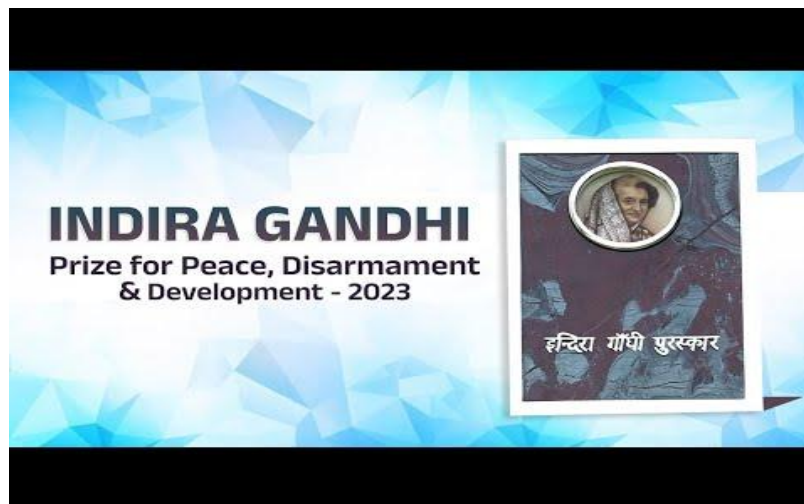 INDIRA GANDHI
Prize for Peace, Disarmament
& Development - 2023
इन्दिरा गाँधी पुरस्कार